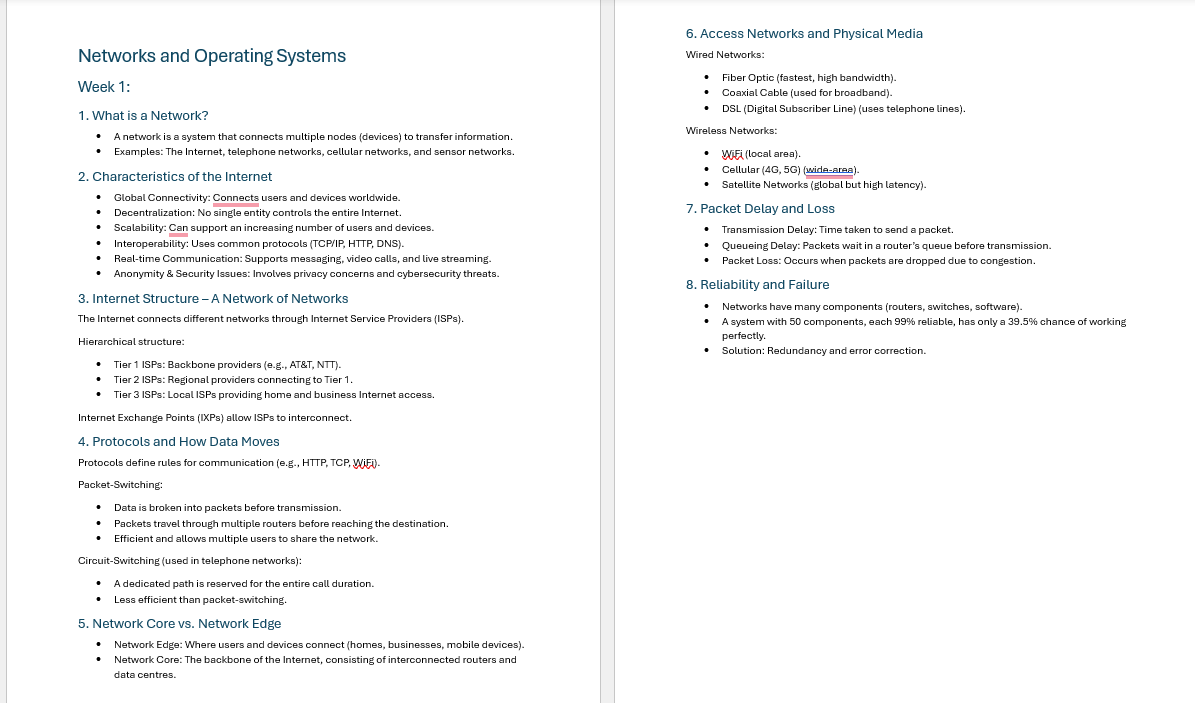 Networks and Operating Systems
Week 1:
1. What is a Network?
• A network is a system that connects multiple nodes (devices) to transfer information.
• Examples: The Internet, telephone networks, cellular networks, and sensor networks.
2. Characteristics of the Internet
• Global Connectivity: Connects users and devices worldwide.
• Decentralization: No single entity controls the entire Internet.
• Scalability: Can support an increasing number of users and devices.
• Interoperability: Uses common protocols (TCP/IP, HTTP, DNS).
• Real-time Communication: Supports messaging, video calls, and live streaming.
• Anonymity & Security Issues: Involves privacy concerns and cybersecurity threats.
3. Internet Structure – A Network of Networks
The Internet connects different networks through Internet Service Providers (ISPs).
Hierarchical structure:
• Tier 1 ISPs: Backbone providers (e.g., AT&T, NTT).
• Tier 2 ISPs: Regional providers connecting to Tier 1.
• Tier 3 ISPs: Local ISPs providing home and business Internet access.
Internet Exchange Points (IXPs) allow ISPs to interconnect.
4. Protocols and How Data Moves
Protocols define rules for communication (e.g., HTTP, TCP, WiFi).
Packet-Switching:
• Data is broken into packets before transmission.
• Packets travel through multiple routers before reaching the destination.
• Efficient and allows multiple users to share the network.
Circuit-Switching (used in telephone networks):
• A dedicated path is reserved for the entire call duration.
• Less efficient than packet-switching.
5. Network Core vs. Network Edge
• Network Edge: Where users and devices connect (homes, businesses, mobile devices).
• Network Core: The backbone of the Internet, consisting of interconnected routers and
data centres.
6. Access Networks and Physical Media
Wired Networks:
• Fiber Optic (fastest, high bandwidth).
• Coaxial Cable (used for broadband).
• DSL (Digital Subscriber Line) (uses telephone lines).
Wireless Networks:
• WiFi (local area).
• Cellular (4G, 5G) (wide-area).
• Satellite Networks (global but high latency).
7. Packet Delay and Loss
• Transmission Delay: Time taken to send a packet.
• Queueing Delay: Packets wait in a router's queue before transmission.
• Packet Loss: Occurs when packets are dropped due to congestion.
8. Reliability and Failure
• Networks have many components (routers, switches, software).
• A system with 50 components, each 99% reliable, has only a 39.5% chance of working
perfectly.
• Solution: Redundancy and error correction.